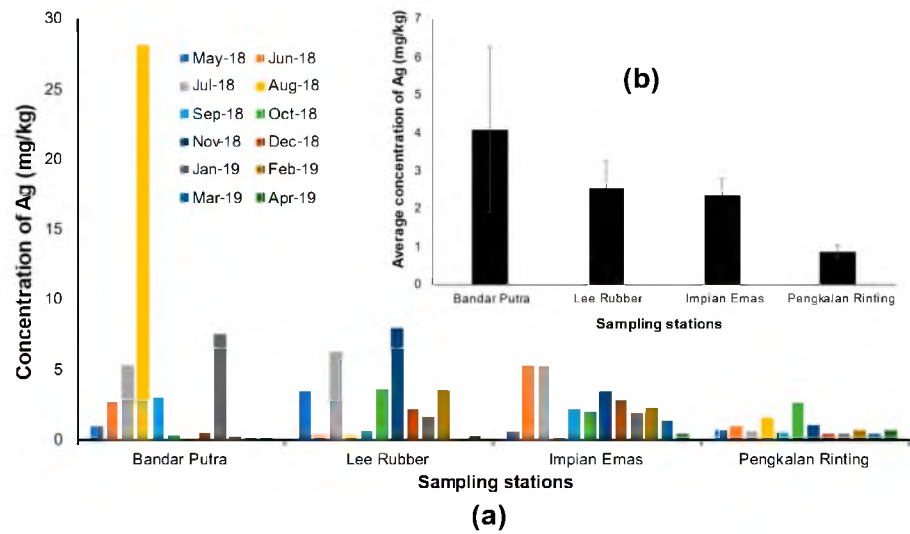 30
25
20
15
10
5
0
Concentration of Ag (mg/kg)
May-18 Jun-18
Jul-18 Aug-18
Sep-18 Oct-18
Nov-18 Dec-18
Jan-19 Feb-19
Mar-19 Apr-19
Bandar Putra Lee Rubber Impian Emas Pengkalan Rinting
Sampling stations
(a)
7
6
5
4
3
2
1
0
Average concentration of Ag (mg/kg)
(b)
Bandar Putra Lee Rubber Impian Emas Pengkalan Rinting
Sampling stations